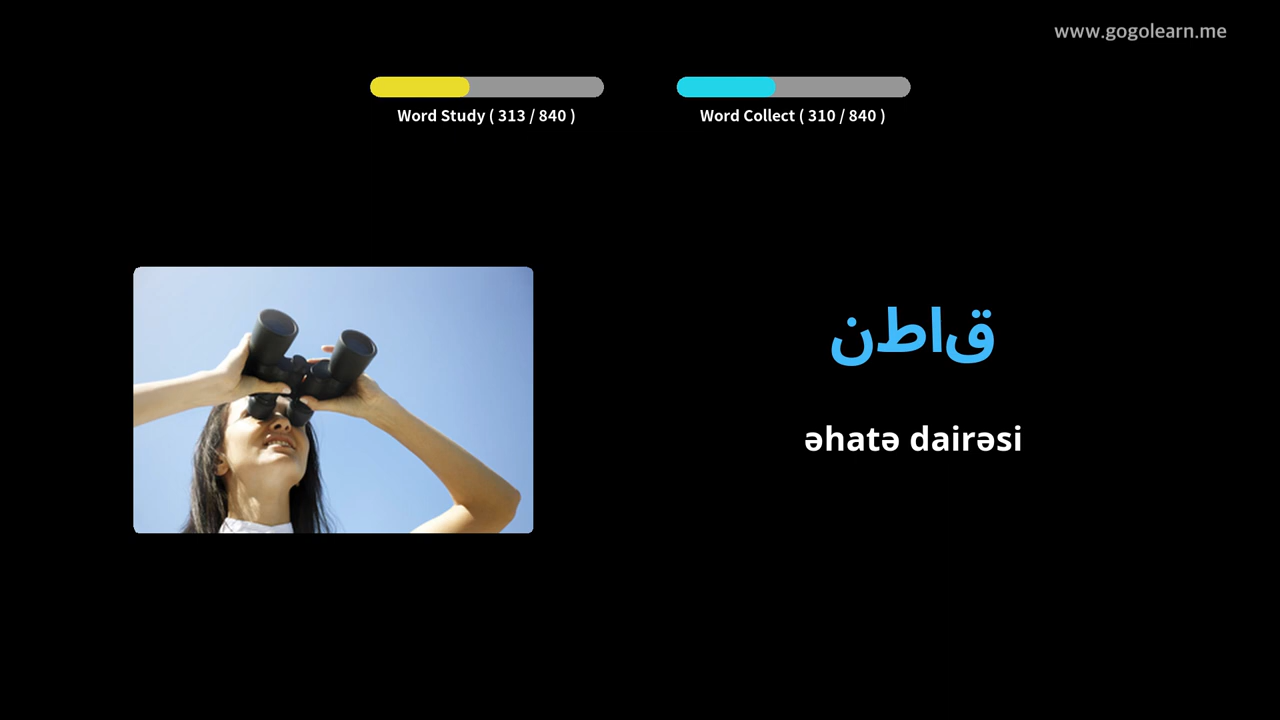 www.gogolearn.me
Word Study ( 313 / 840 )
Word Collect ( 310 / 840 )
قاطن
əhatə dairəsi